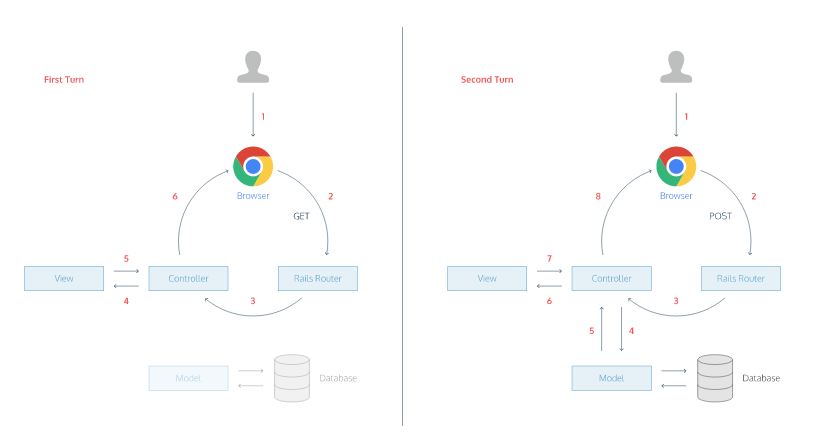 First Turn
1
Browser
6
2
GET
View
5
4
Controller
Rails Router
3
Model
Database
Second Turn
1
Browser
8
2
POST
View
7
6
Controller
Rails Router
3
5
4
Model
Database